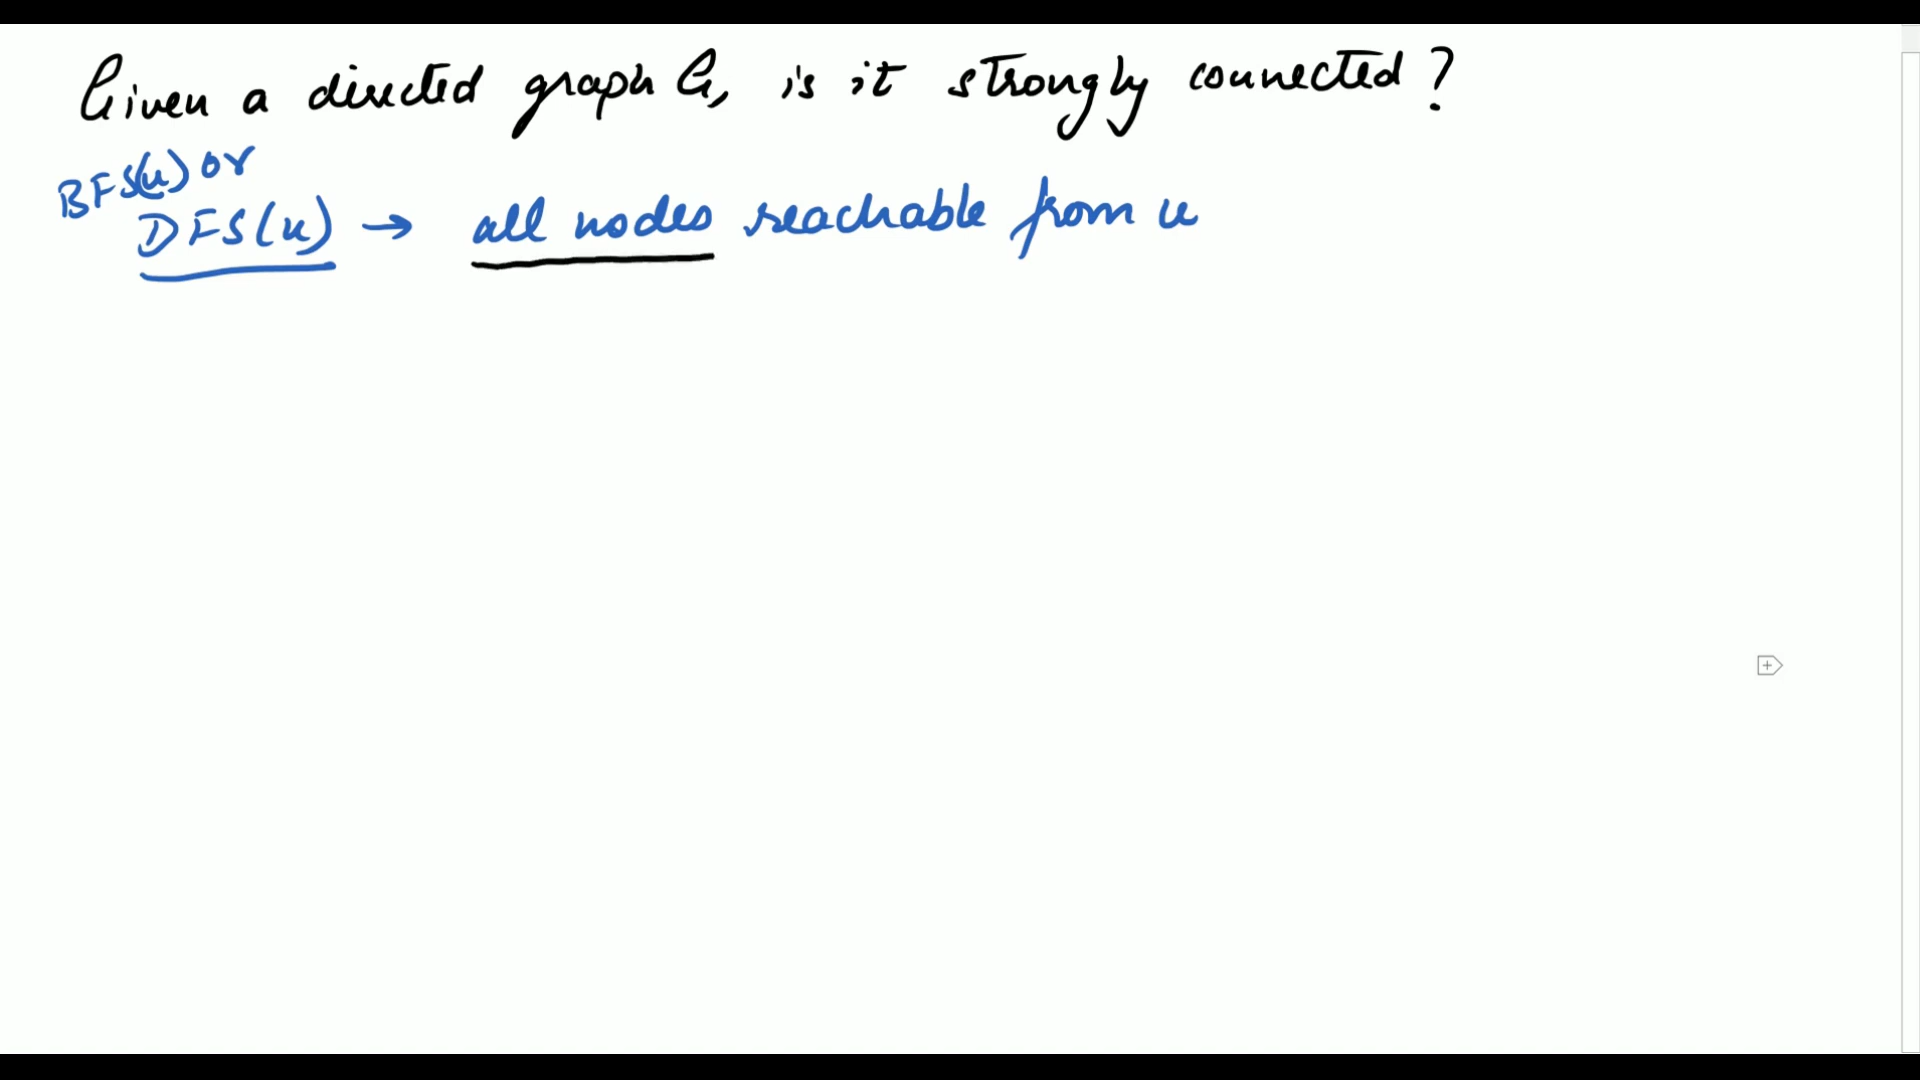 Given a directed graph G, is it strongly connected?
BFS(u) or
DFS(u) → all nodes reachable from u